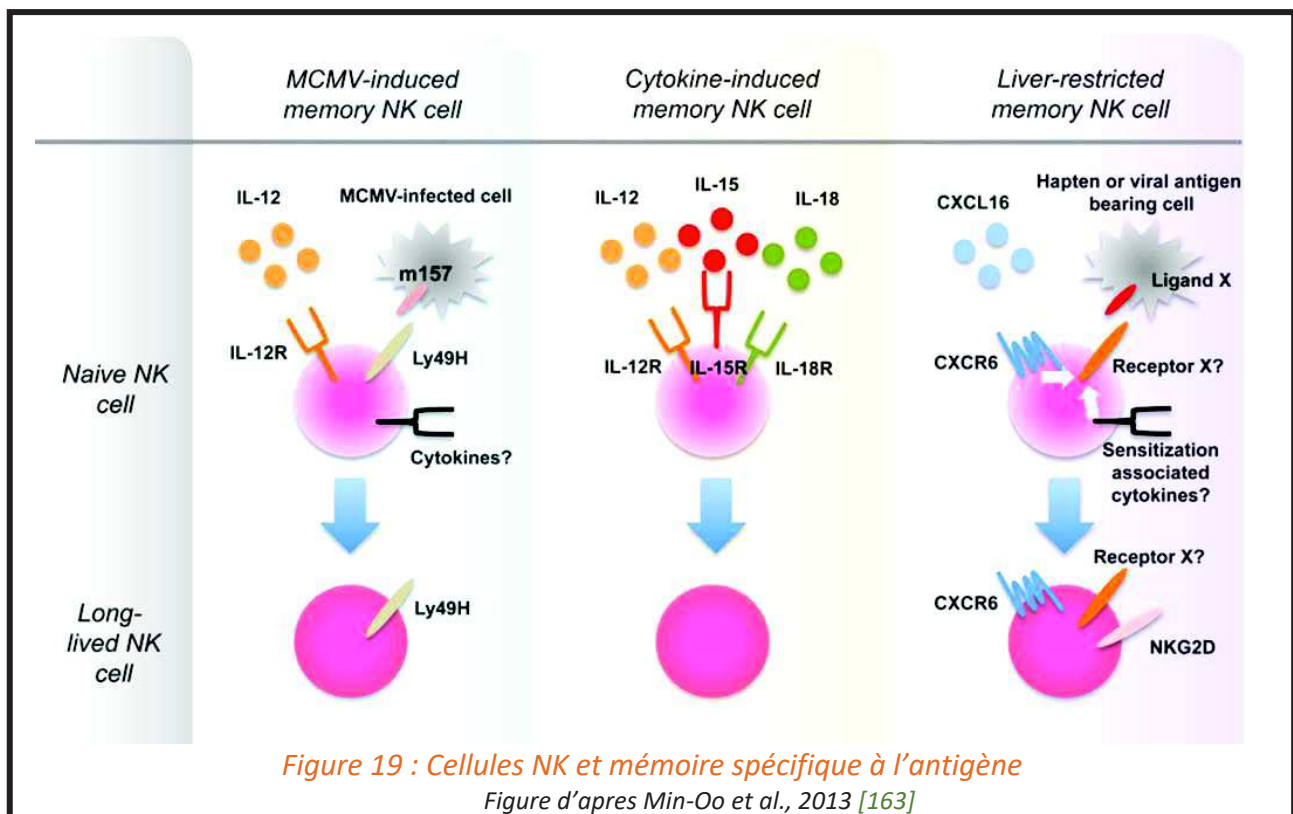 MCMV-induced
memory NK cell
Cytokine-induced
memory NK cell
Liver-restricted
memory NK cell
Naive NK
cell
IL-12
MCMV-infected cell
m157
IL-12R
Ly49H
Cytokines?
IL-12
IL-15
IL-18
IL-12R
IL-15R
IL-18R
CXCL16
Hapten or viral antigen
bearing cell
Ligand X
CXCR6
Receptor X?
Sensitization
associated
cytokines?
Long-
lived NK
cell
Ly49H
Receptor X?
CXCR6
NKG2D
Figure 19 : Cellules NK et mémoire spécifique à l’antigène
Figure d’apres Min-Oo et al., 2013 [163]